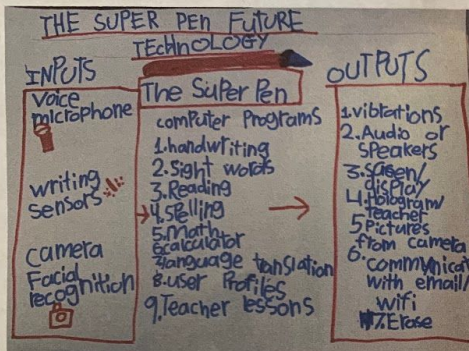 THE SUPER PEN FUTURE
TECHNOLOGY
INPUTS
Voice
microphone
writing
sensors
camera
Facial
recognition
The Super Pen
computer Programs
1. handwriting
2. Sight words
3. Reading
4. Spelling
5. Math
6 calculator
7 language translation
8. user Profiles
9. Teacher lessons
OUTPUTS
1. vibrations
2. Audio or
speakers
3. screen/
display
4. Hologram/
teacher
5 Pictures
from camera
6. communicat
with email/
wifi
7. Erase